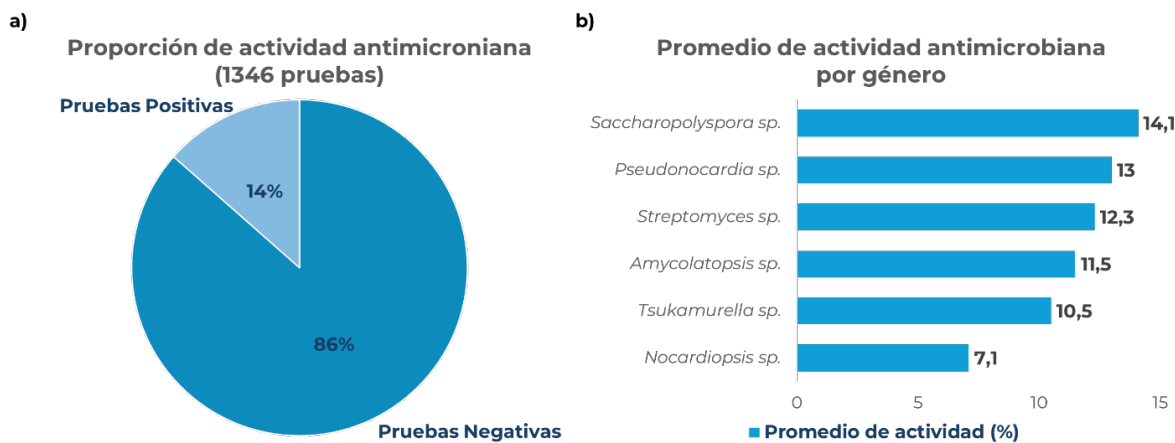 a)
Proporción de actividad antimicroniana
(1346 pruebas)
Pruebas Positivas
14%
86%
Pruebas Negativas
b)
Promedio de actividad antimicrobiana
por género
Saccharopolyspora sp.
14,1
Pseudonocardia sp.
13
Streptomyces sp.
12,3
Amycolatopsis sp.
11,5
Tsukamurella sp.
10,5
Nocardiopsis sp.
7,1
0 5 10 15
Promedio de actividad (%)